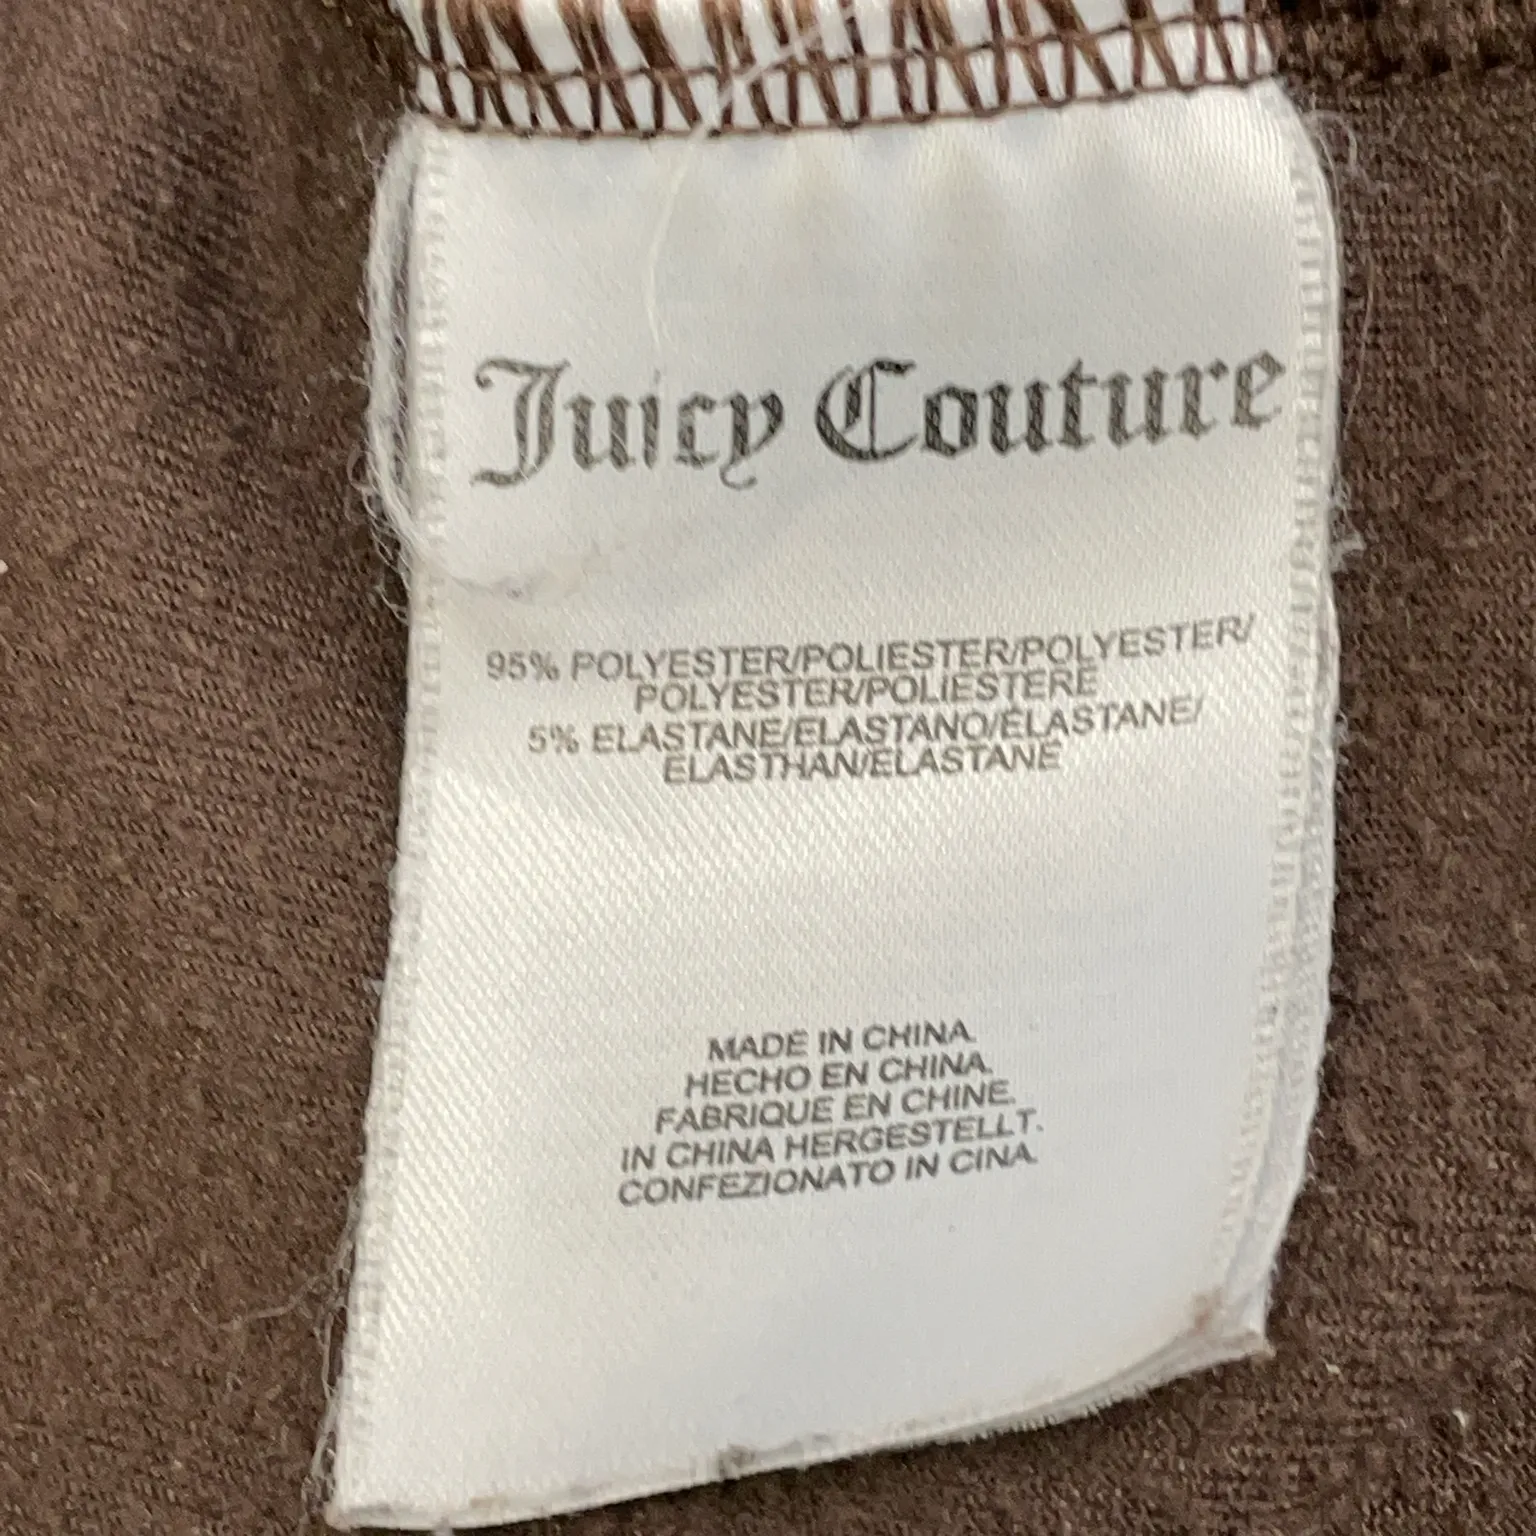 Juicy Couture
95% POLYESTER/POLIESTER/POLYESTER/
POLYESTER/POLIESTERE
5% ELASTANE/ELASTANO/ELASTANE/
ELASTHAN/ELASTANE
MADE IN CHINA.
HECHO EN CHINA.
FABRIQUE EN CHINE.
IN CHINA HERGESTELLT.
CONFEZIONATO IN CINA.